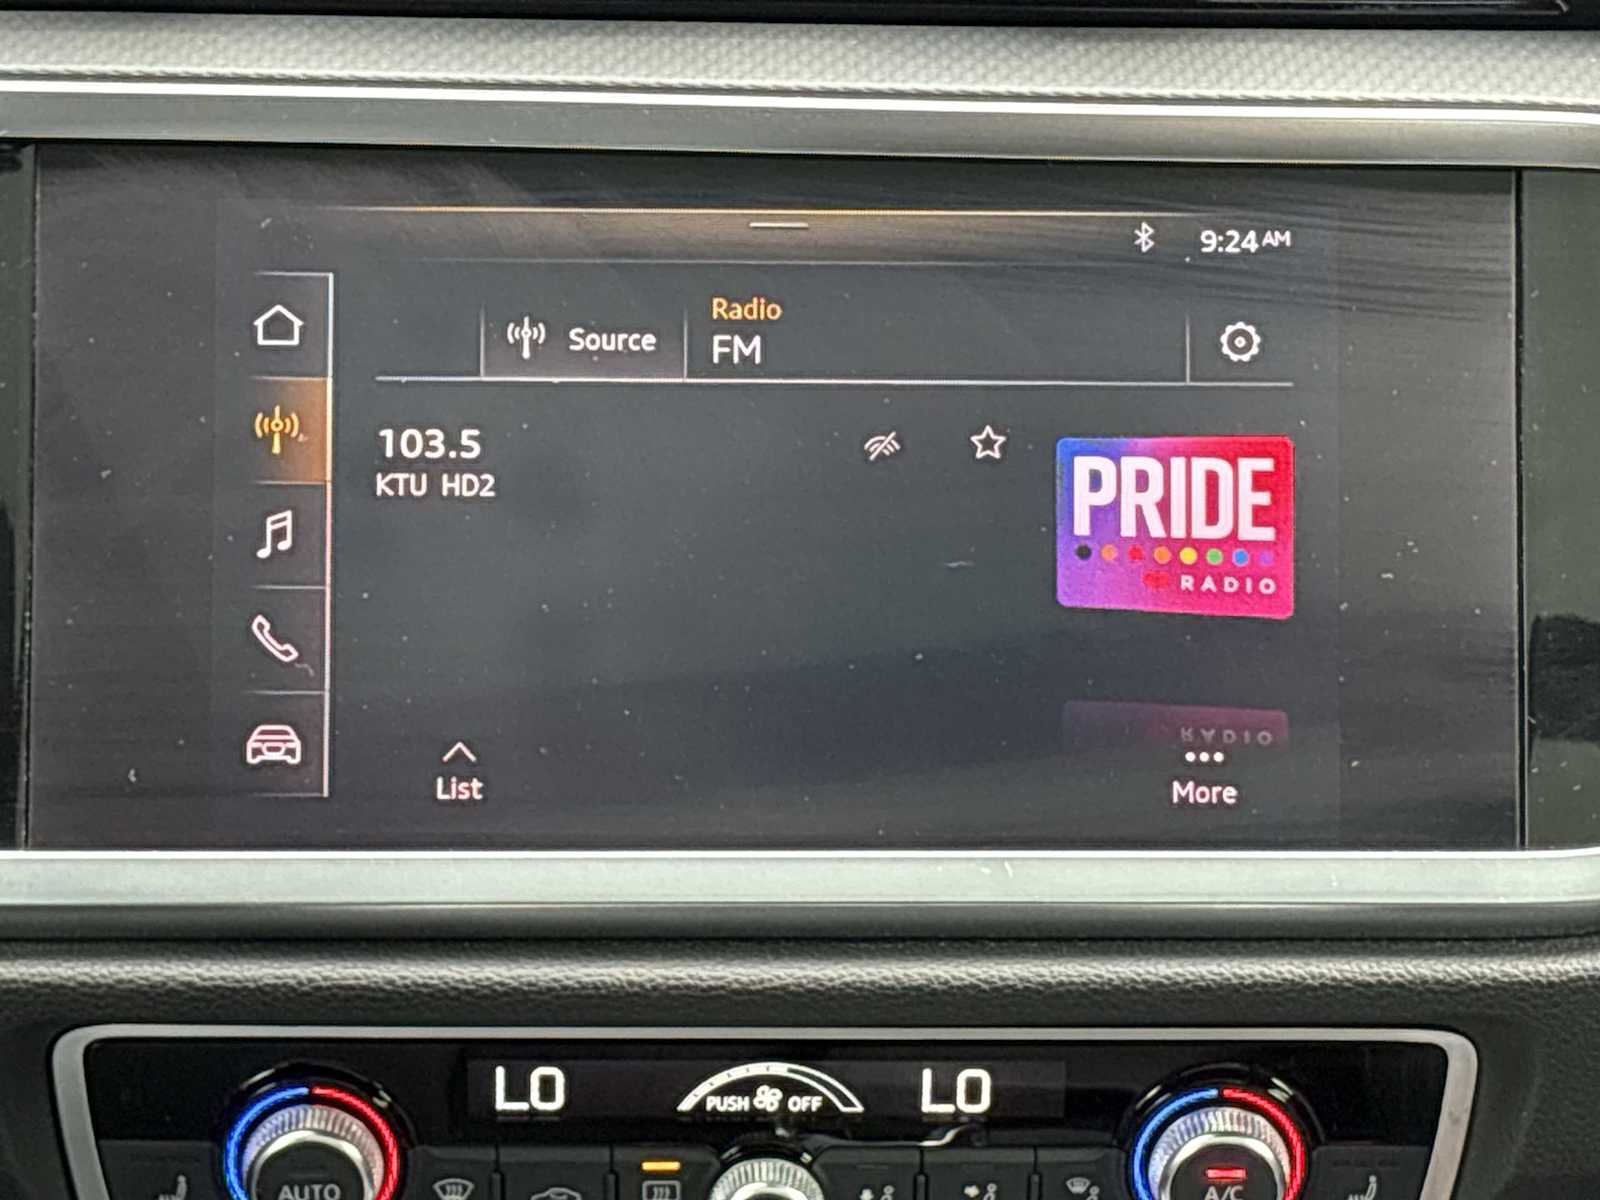 9:24 AM
Radio
Source
FM
103.5
KTU HD2
PRIDE
RADIO
RADIO
List
More
LO
PUSH OFF
LO
AUTO
A/C